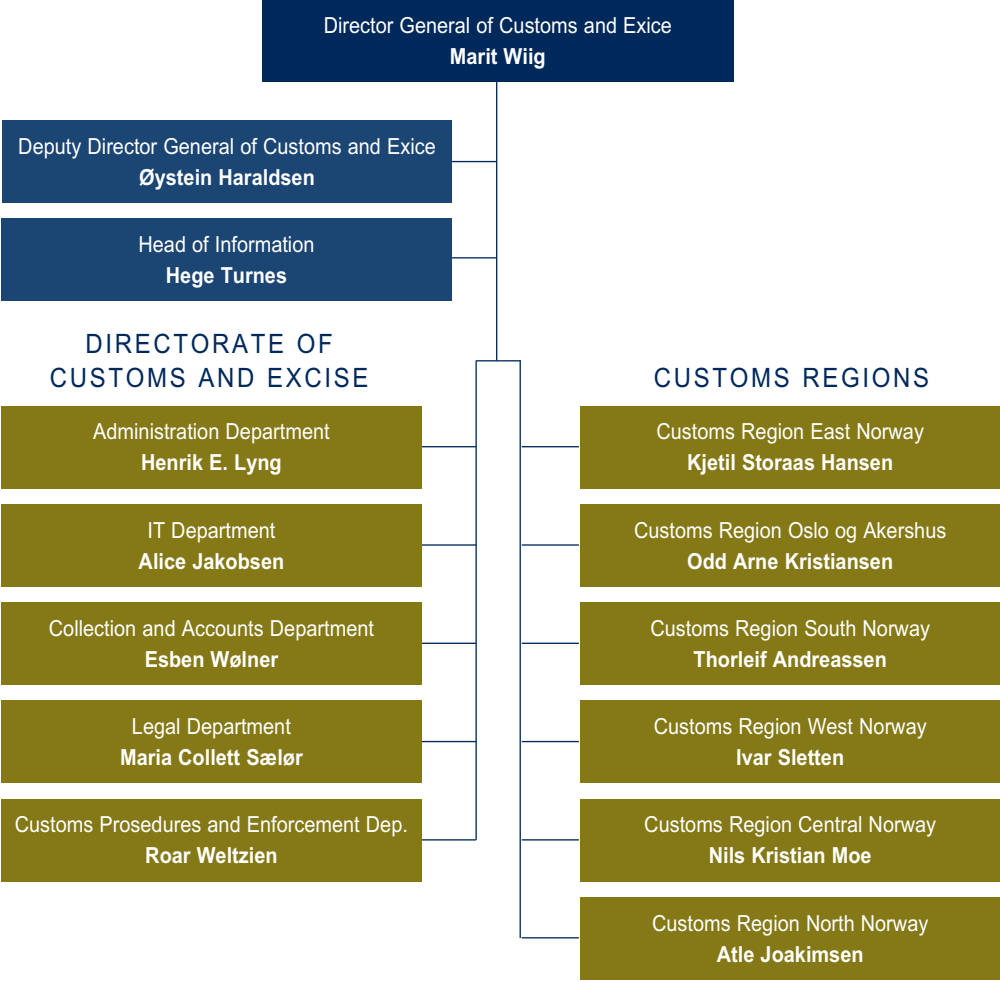 Director General of Customs and Exice
Marit Wiig
Deputy Director General of Customs and Exice
Øystein Haraldsen
Head of Information
Hege Turnes
DIRECTORATE OF
CUSTOMS AND EXCISE
Administration Department
Henrik E. Lyng
IT Department
Alice Jakobsen
Collection and Accounts Department
Esben Wølner
Legal Department
Maria Collett Sælør
Customs Prosedures and Enforcement Dep.
Roar Weltzien
CUSTOMS REGIONS
Customs Region East Norway
Kjetil Storaas Hansen
Customs Region Oslo og Akershus
Odd Arne Kristiansen
Customs Region South Norway
Thorleif Andreassen
Customs Region West Norway
Ivar Sletten
Customs Region Central Norway
Nils Kristian Moe
Customs Region North Norway
Atle Joakimsen